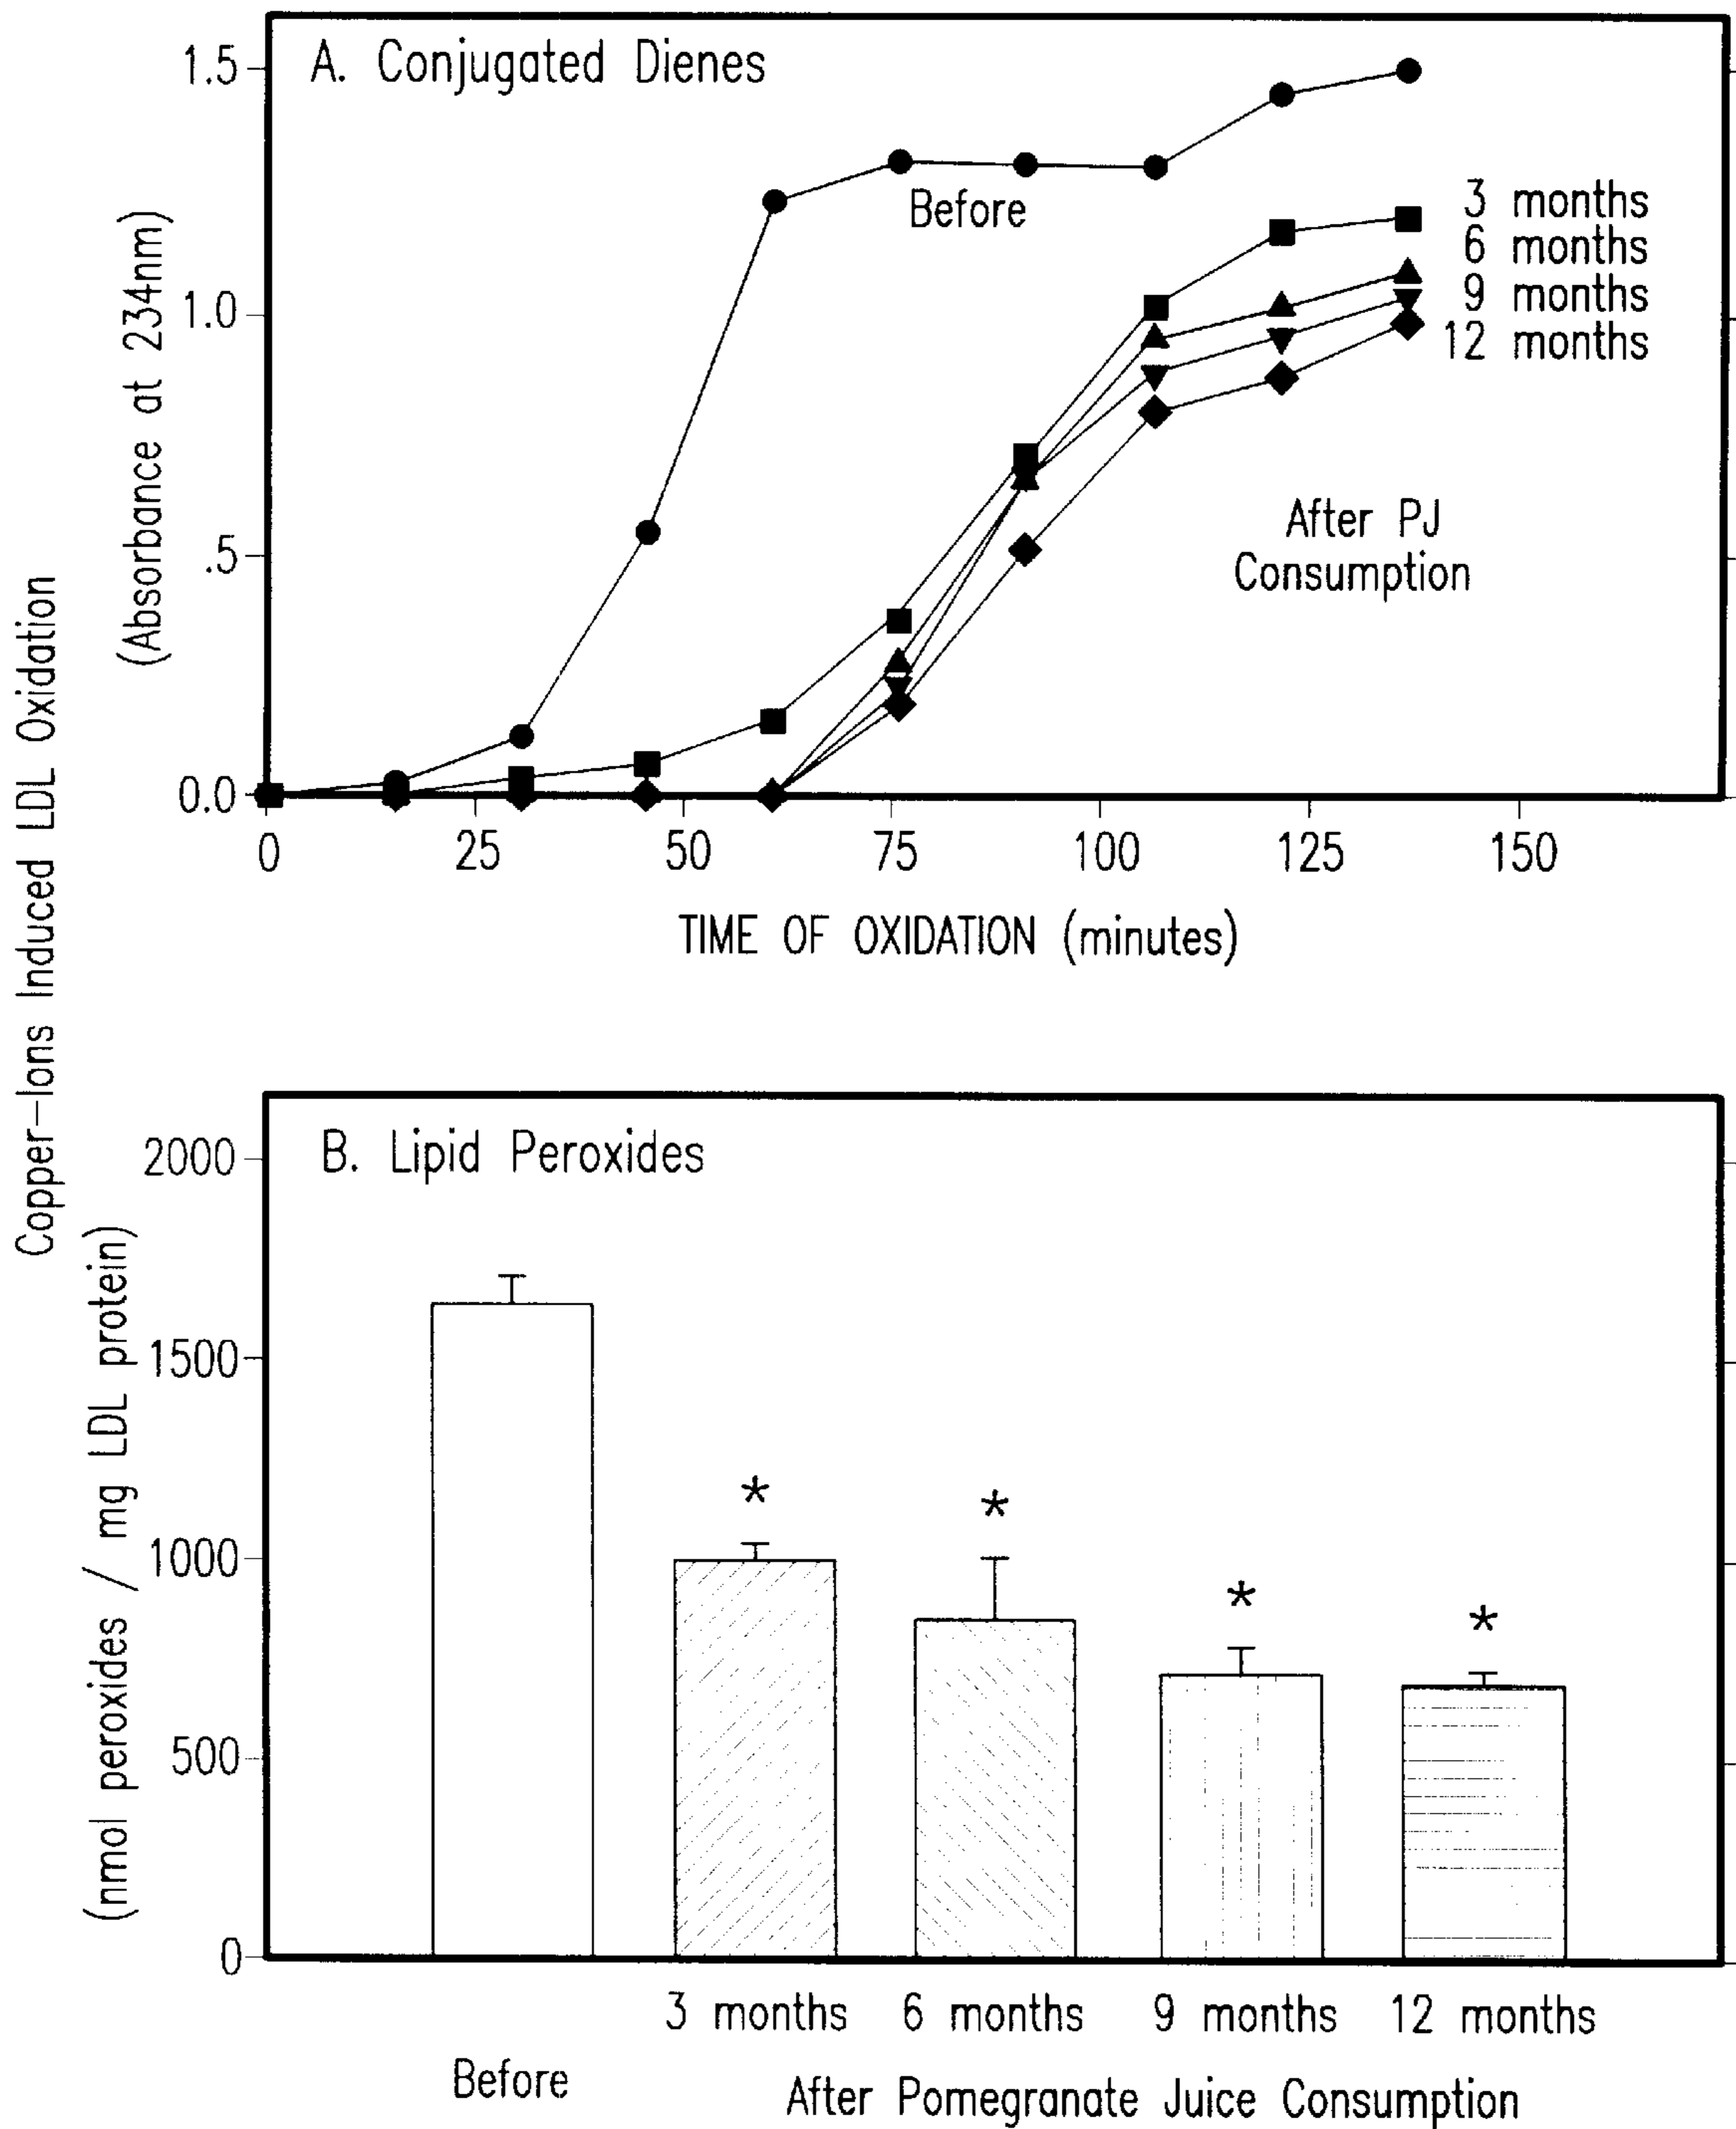 Copper-Ions Induced LDL Oxidation
A. Conjugated Dienes
(Absorbance at 234nm)
1.5
1.0
.5
0.0
Before
3 months
6 months
9 months
12 months
After PJ
Consumption
0 25 50 75 100 125 150
TIME OF OXIDATION (minutes)
B. Lipid Peroxides
(nmol peroxides / mg LDL protein)
2000
1500
1000
500
0
* * * *
3 months 6 months 9 months 12 months
Before
After Pomegranate Juice Consumption